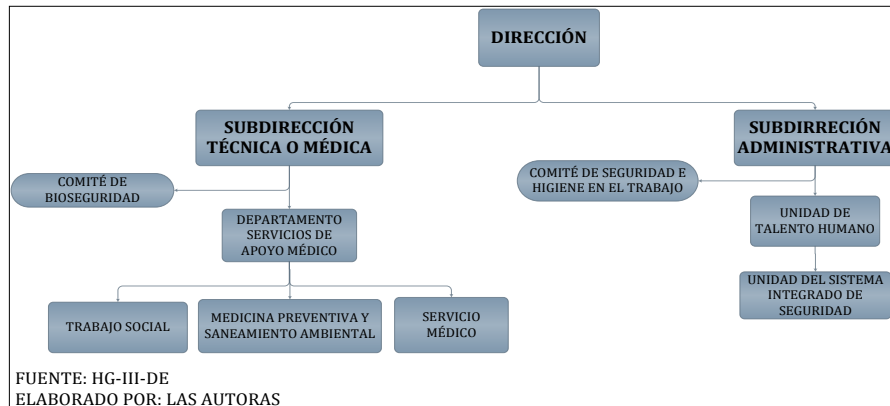 DIRECCIÓN
SUBDIRECCIÓN
TÉCNICA O MÉDICA
SUBDIRRECIÓN
ADMINISTRATIVA
COMITÉ DE
BIOSEGURIDAD
COMITÉ DE SEGURIDAD E
HIGIENE EN EL TRABAJO
DEPARTAMENTO
SERVICIOS DE
APOYO MÉDICO
UNIDAD DE
TALENTO HUMANO
TRABAJO SOCIAL
MEDICINA PREVENTIVA Y
SANEAMIENTO AMBIENTAL
SERVICIO
MÉDICO
UNIDAD DEL SISTEMA
INTEGRADO DE
SEGURIDAD
FUENTE: HG-III-DE
ELABORADO POR: LAS AUTORAS